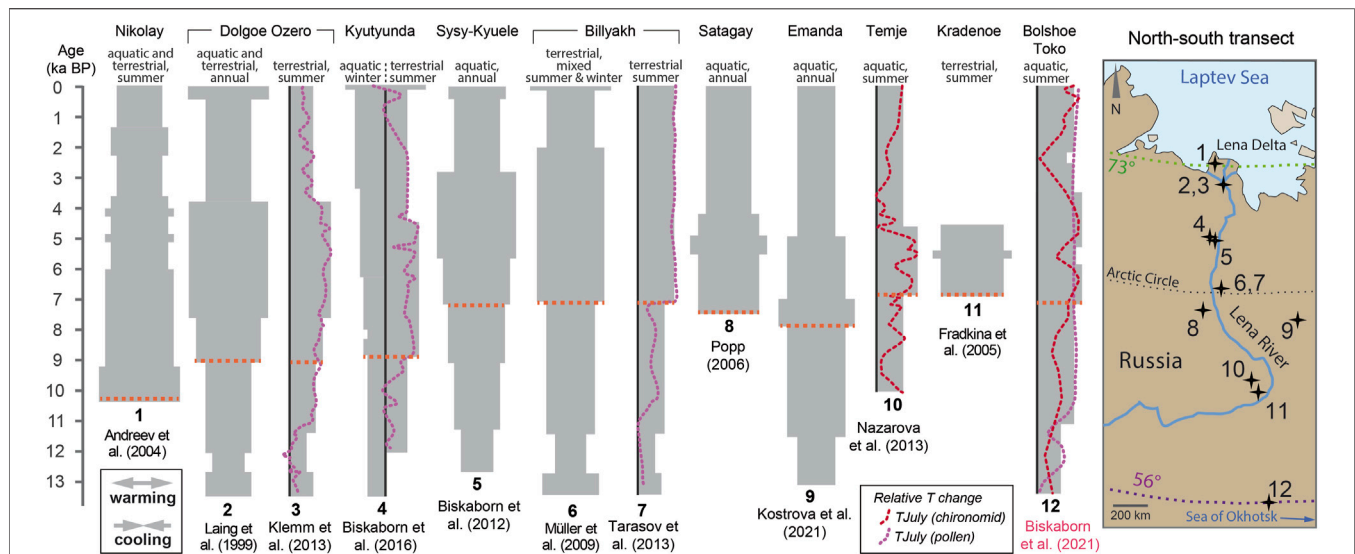 Nikolay
Dolgoe Ozero
Kyutyunda
Sysy-Kyuele
Billyakh
Satagay
Emanda
Temje
Kradenoe
Bolshoe
Toko
North-south transect
Age
(ka BP)
aquatic and
terrestrial,
summer
aquatic and
terrestrial,
annual
terrestrial,
summer
aquatic
winter
terrestrial
summer
aquatic,
annual
terrestrial,
mixed
summer & winter
terrestrial
summer
aquatic,
annual
aquatic,
annual
aquatic,
summer
terrestrial,
summer
aquatic,
summer
0
1
2
3
4
5
6
7
8
9
10
11
12
13
1
Andreev et
al. (2004)
warming
cooling
2
Laing et
al. (1999)
3
Klemm et
al. (2013)
4
Biskaborn et
al. (2016)
5
Biskaborn et
al. (2012)
6
Müller et
al. (2009)
7
Tarasov et
al. (2013)
8
Popp
(2006)
9
Kostrova et al.
(2021)
10
Nazarova
et al. (2013)
11
Fradkina et
al. (2005)
12
Biskaborn
et al. (2021)
Relative T change
TJuly (chironomid)
TJuly (pollen)
N
Laptev Sea
Lena Delta
73°
1
2,3
4
5
Arctic Circle
6,7
8
9
Lena River
Russia
10
11
56°
12
200 km
Sea of Okhotsk